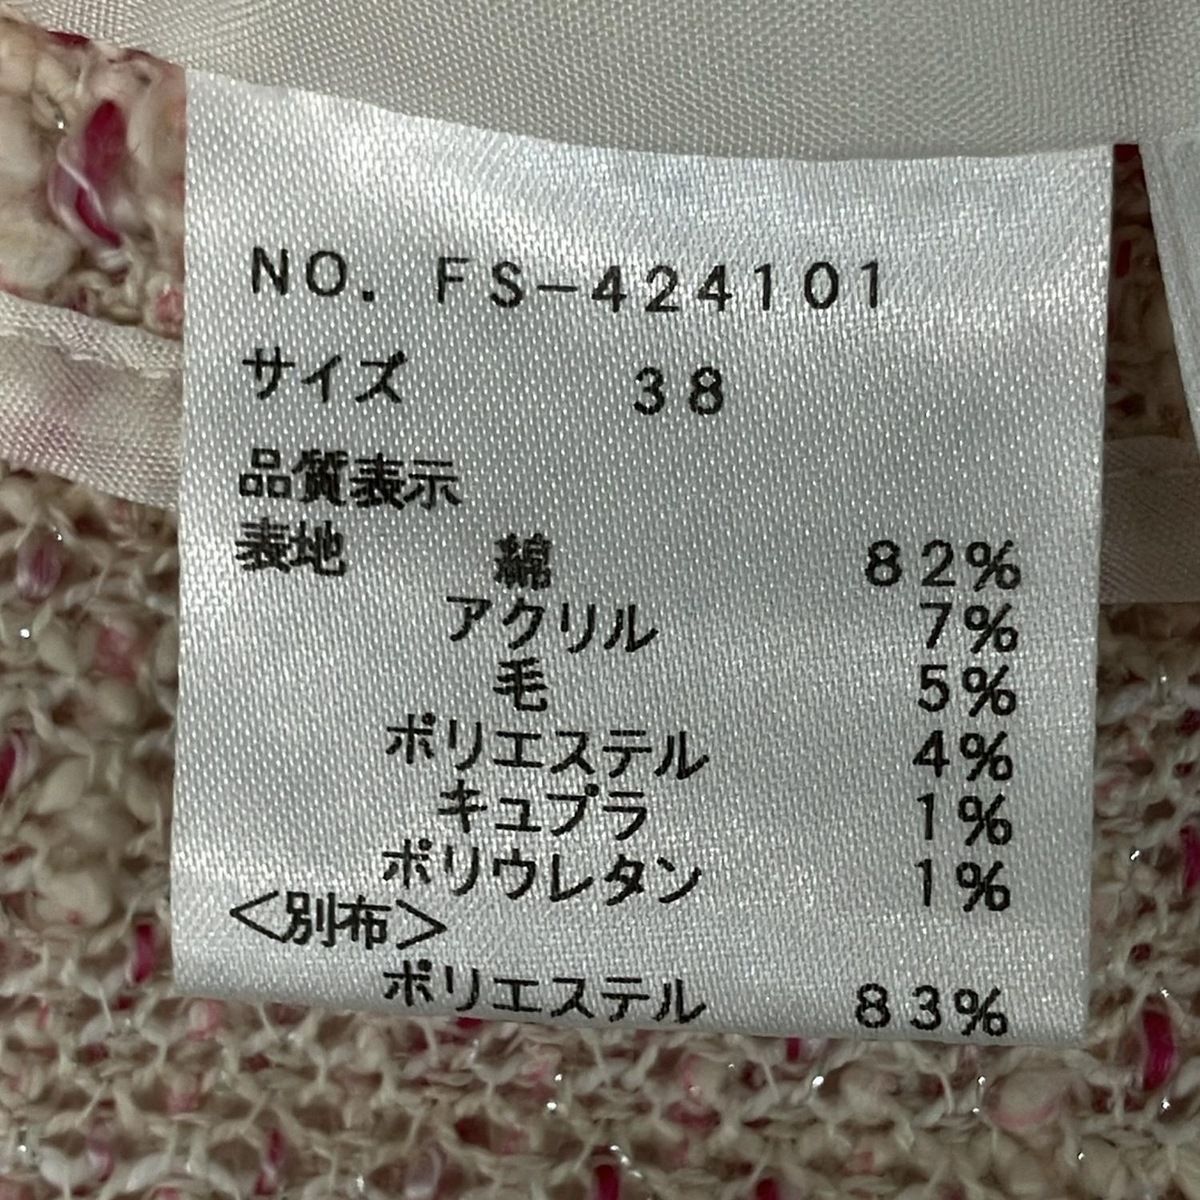 NO. FS-424101
サイズ 38
品質表示
表地 綿 82%
アクリル 7%
毛 5%
ポリエステル 4%
キュプラ 1%
ポリウレタン 1%
<別布>
ポリエステル 83%